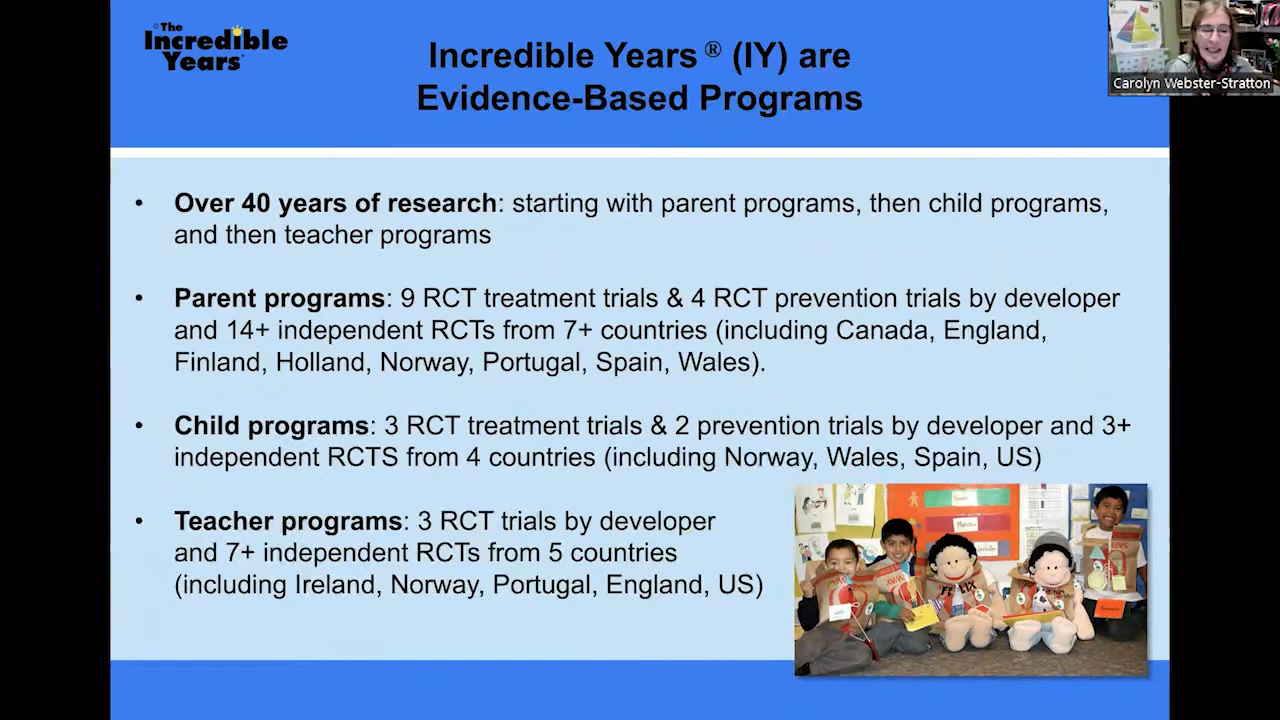 ©The
Incredible
Years®
Incredible Years ® (IY) are
Evidence-Based Programs
Carolyn Webster-Stratton
• Over 40 years of research: starting with parent programs, then child programs,
and then teacher programs
• Parent programs: 9 RCT treatment trials & 4 RCT prevention trials by developer
and 14+ independent RCTs from 7+ countries (including Canada, England,
Finland, Holland, Norway, Portugal, Spain, Wales).
• Child programs: 3 RCT treatment trials & 2 prevention trials by developer and 3+
independent RCTS from 4 countries (including Norway, Wales, Spain, US)
• Teacher programs: 3 RCT trials by developer
and 7+ independent RCTs from 5 countries
(including Ireland, Norway, Portugal, England, US)
FELIX